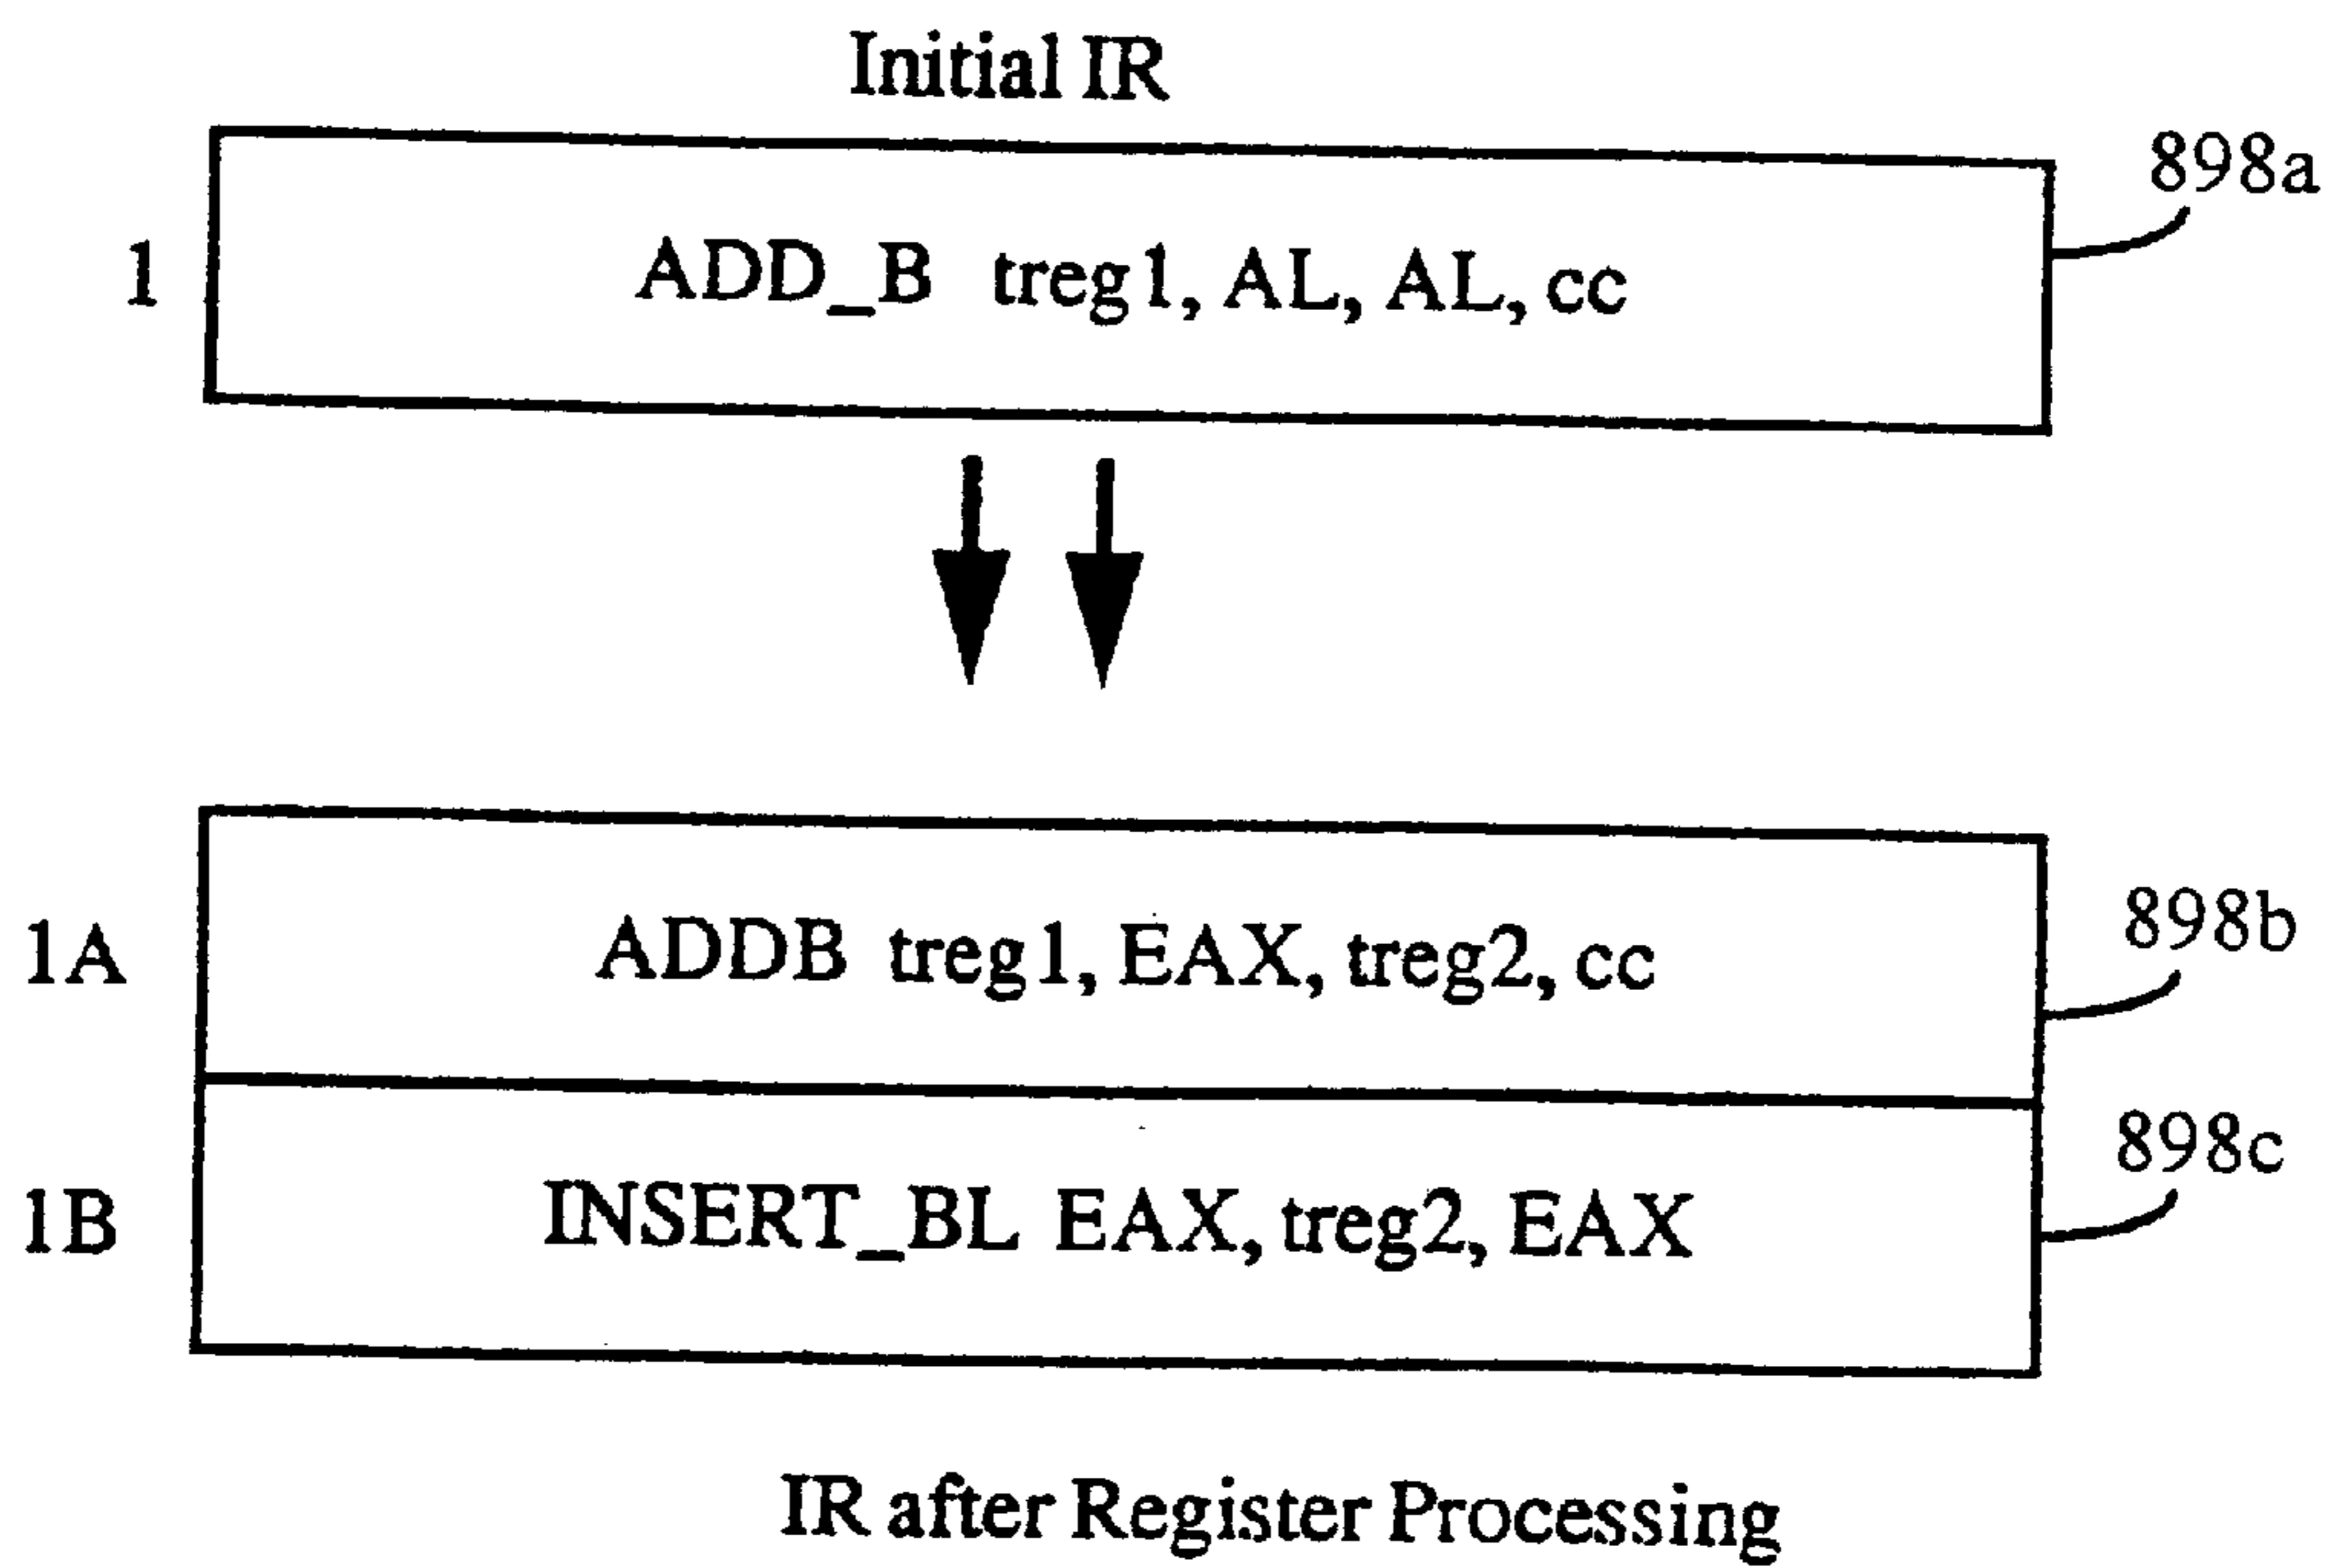 Initial IR
898a
1 ADD_B treg1, AL, AL, cc
1A ADDB treg1, EAX, treg2, cc 898b
1B INSERT_BL EAX, treg2, EAX 898c
IR after Register Processing